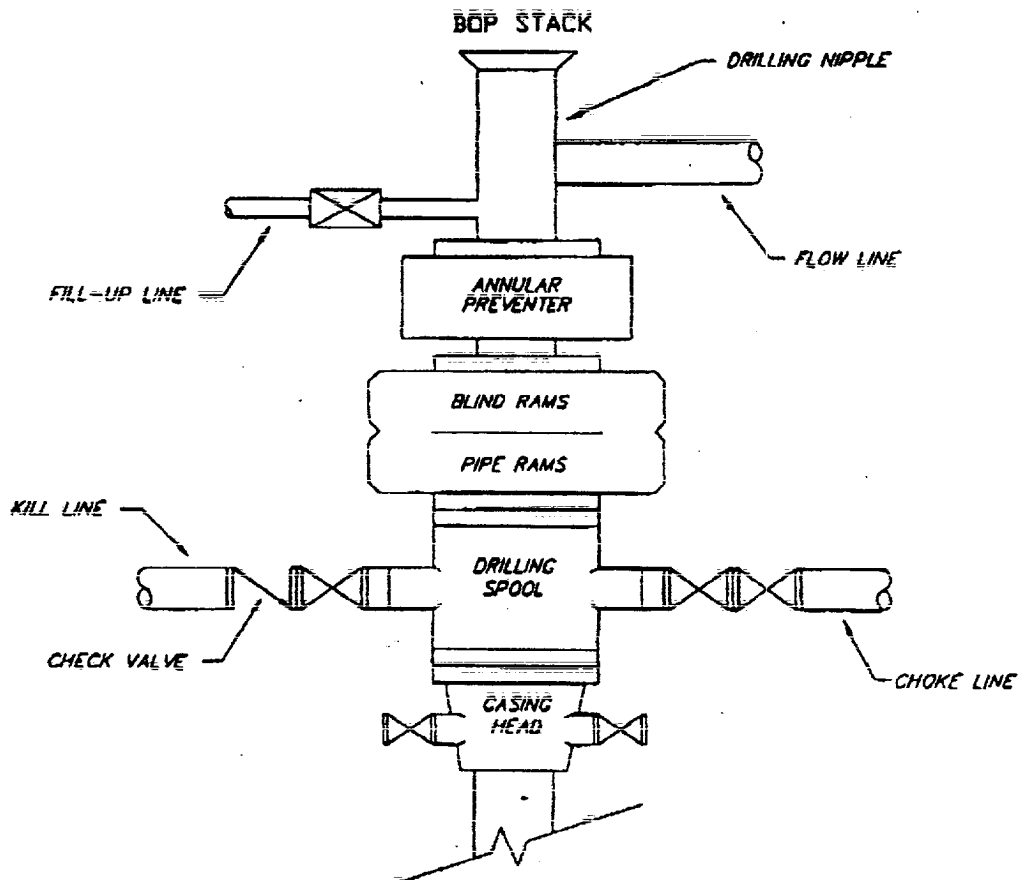 BOP STACK
DRILLING NIPPLE
FLOW LINE
FILL-UP LINE
ANNULAR
PREVENTER
BLIND RAMS
PIPE RAMS
KILL LINE
DRILLING
SPOOL
CHECK VALVE
CHOKE LINE
CASING
HEAD